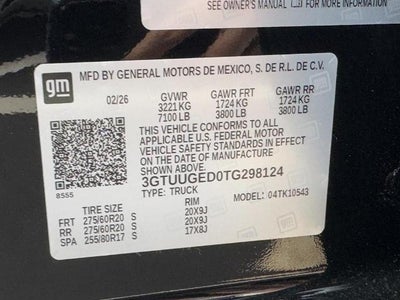 SEE OWNER'S MANUAL
FOR MORE INFORMATION
gm
MFD BY GENERAL MOTORS DE MEXICO, S. DE R.L. DE C.V.
02/26 GVWR GAWR FRT GAWR RR
3221 KG 1724 KG 1724 KG
7100 LB 3800 LB 3800 LB
THIS VEHICLE CONFORMS TO ALL
APPLICABLE U.S. FEDERAL MOTOR
VEHICLE SAFETY STANDARDS IN EFFECT
ON THE DATE OF MANUFACTURE
SHOWN ABOVE.
3GTUUGED0TG298124
8555 TYPE: TRUCK MODEL: 04TK10543
TIRE SIZE RIM
FRT 275/60R20 S 20X9J
RR 275/60R20 S 20X9J
SPA 255/80R17 S 17X8J